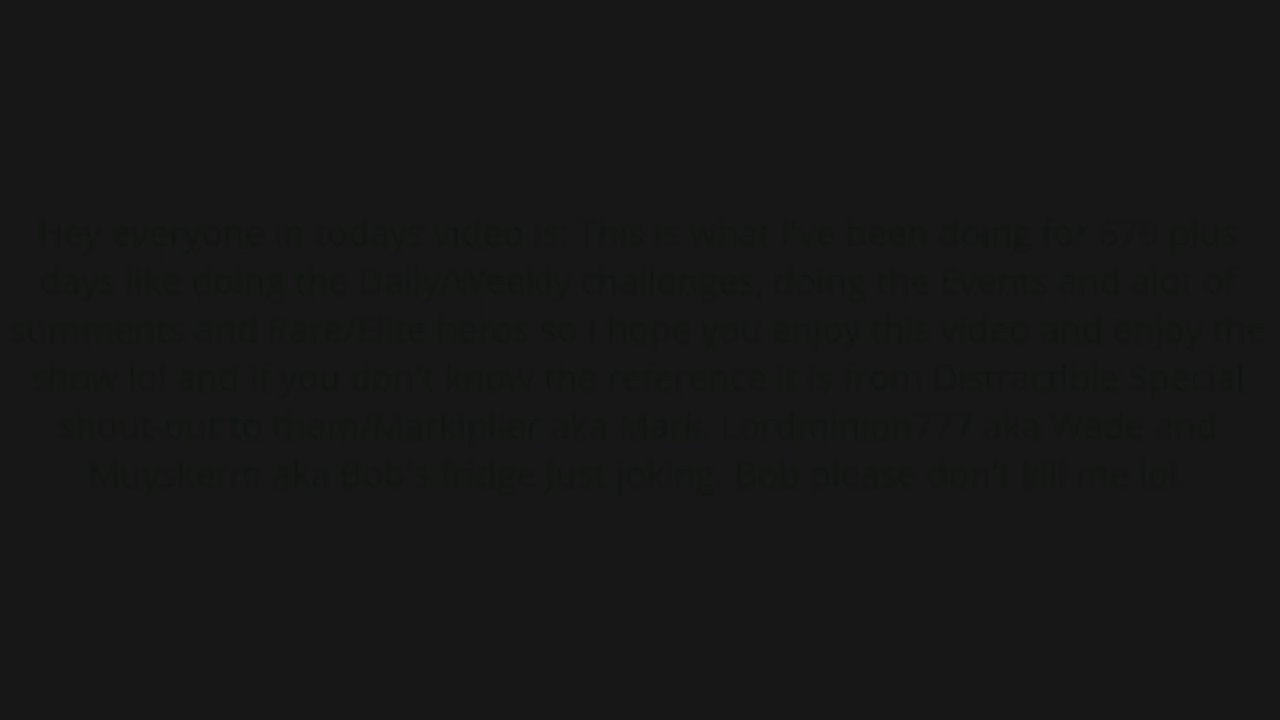 Hey everyone in todays video is: This is what I've been doing for 570 plus
days like doing the Daily/Weekly challenges, doing the Events and alot of
summents and Rare/Elite heros so I hope you enjoy this video and enjoy the
show lol and if you don't know the reference it is from Distractible Special
shout-out to them/Markiplier aka Mark, Lordminion777 aka Wade and
Muyskerm aka Bob's fridge Just joking, Bob please don't kill me lol.